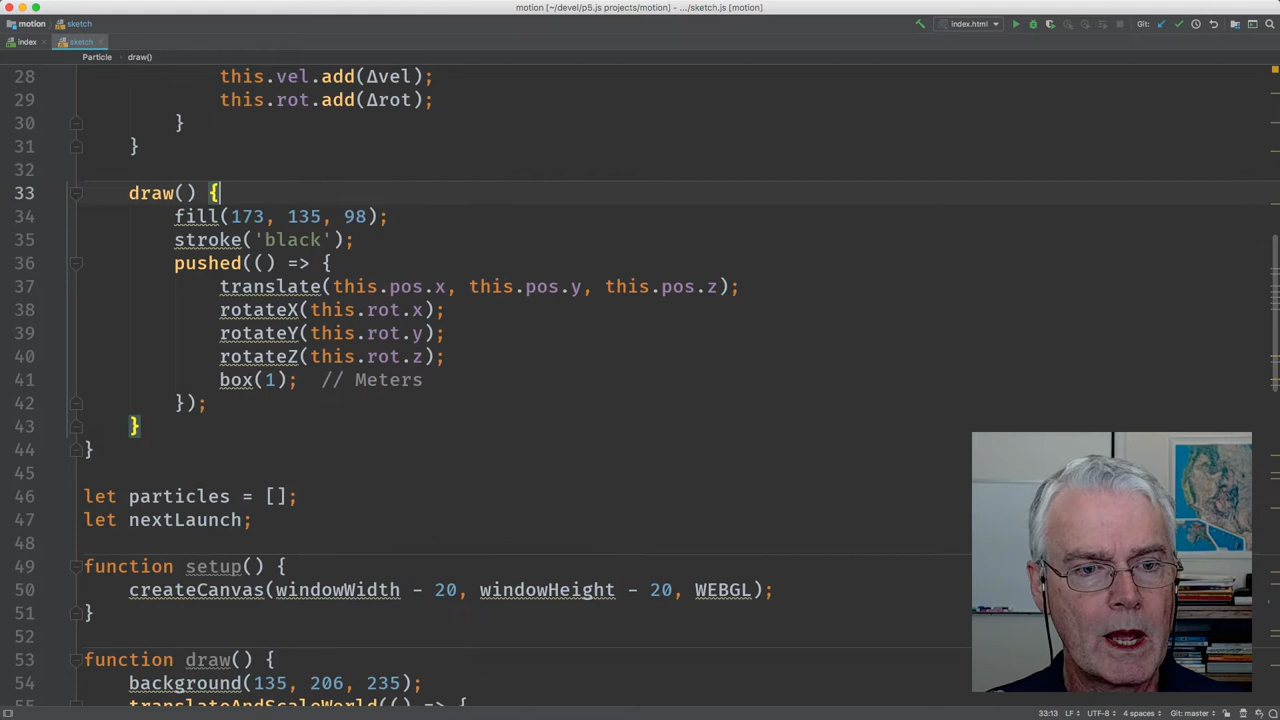 motion [~/devel/p5.js projects/motion] - .../sketch.js [motion]
motion sketch index.html Git:
index sketch
Particle draw()
28 this.vel.add(Δvel);
29 this.rot.add(Δrot);
30 }
31 }
32
33 draw() {
34 fill(173, 135, 98);
35 stroke('black');
36 pushed(() => {
37 translate(this.pos.x, this.pos.y, this.pos.z);
38 rotateX(this.rot.x);
39 rotateY(this.rot.y);
40 rotateZ(this.rot.z);
41 box(1); // Meters
42 });
43 }
44 }
45
46 let particles = [];
47 let nextLaunch;
48
49 function setup() {
50 createCanvas(windowWidth - 20, windowHeight - 20, WEBGL);
51 }
52
53 function draw() {
54 background(135, 206, 235);
55 translateAndScaleWorld(() => {
33:13 LF UTF-8 4 spaces Git: master